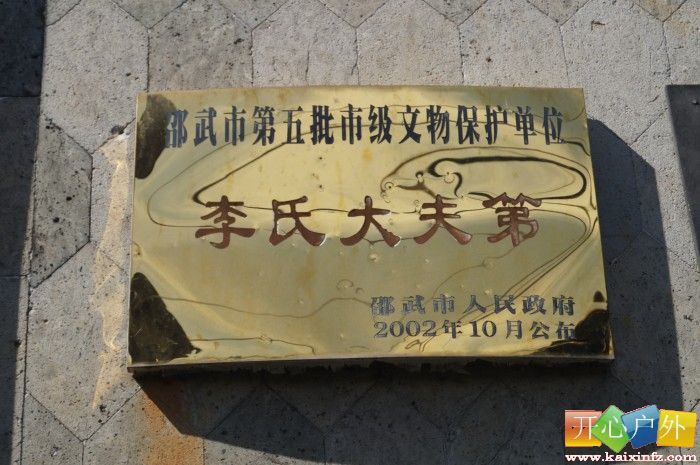 邵武市第五批市级文物保护单位
李氏大夫第
邵武市人民政府
2002年10月公布
开心户外
www.kaixinfz.com